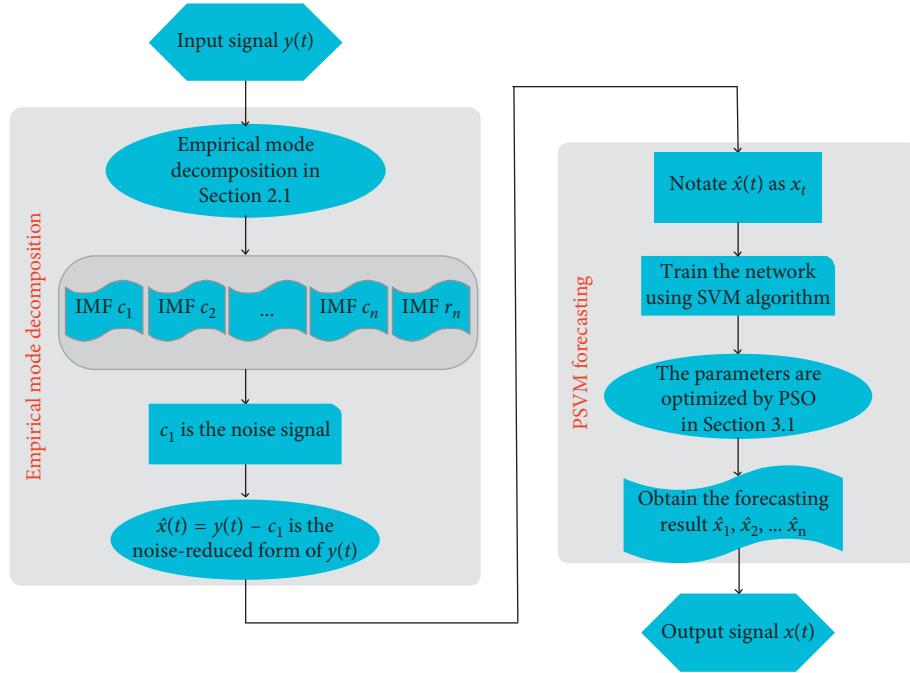 Input signal y(t)
Empirical mode decomposition
Empirical mode
decomposition in
Section 2.1
IMF c₁
IMF c₂
...
IMF cₙ
IMF rₙ
c₁ is the noise signal
x̂(t) = y(t) – c₁ is the
noise-reduced form of y(t)
PSVM forecasting
Notate x̂(t) as xₜ
Train the network
using SVM algorithm
The parameters are
optimized by PSO
in Section 3.1
Obtain the forecasting
result x̂₁, x̂₂, ... x̂ₙ
Output signal x(t)